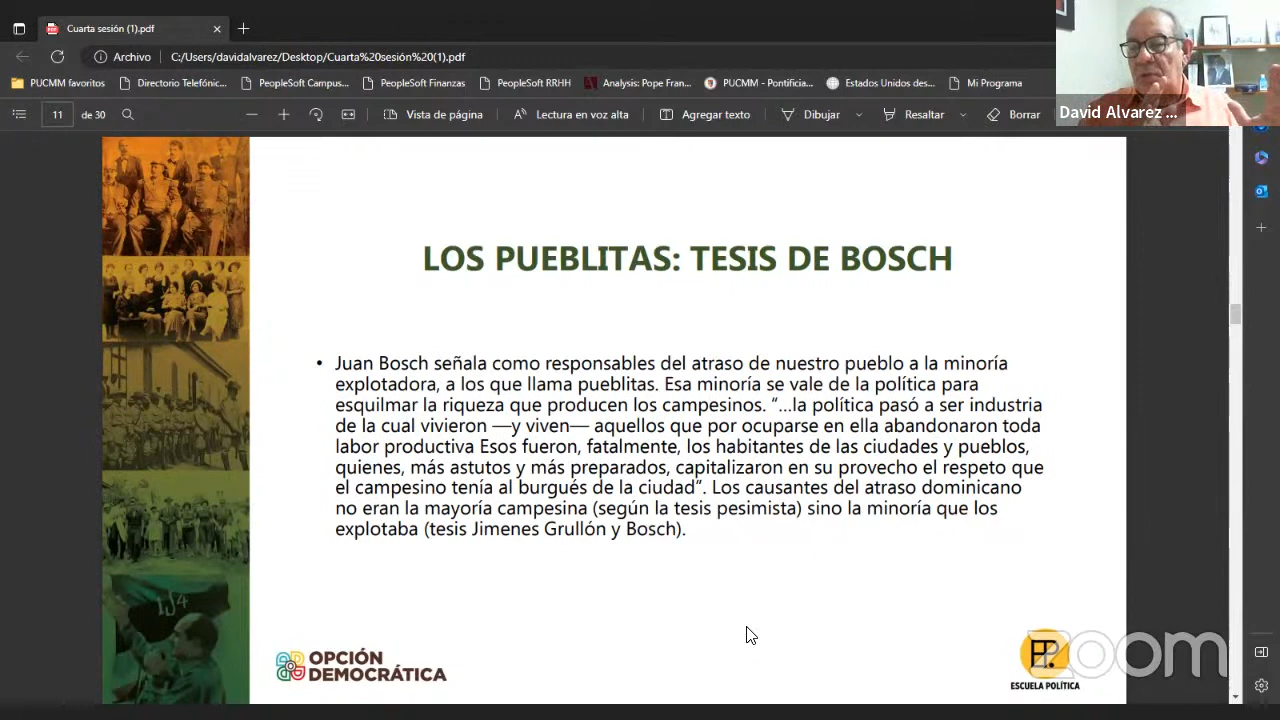 Cuarta sesión (1).pdf
Archivo C:/Users/davidalvarez/Desktop/Cuarta%20sesión%20(1).pdf
PUCMM favoritos Directorio Telefónic... PeopleSoft Campus... PeopleSoft Finanzas PeopleSoft RRHH Analysis: Pope Fran... PUCMM - Pontificia... Estados Unidos des... Mi Programa
11 de 30 Vista de página Lectura en voz alta Agregar texto Dibujar Resaltar Borrar
David Alvarez ...
LOS PUEBLITAS: TESIS DE BOSCH
• Juan Bosch señala como responsables del atraso de nuestro pueblo a la minoría
explotadora, a los que llama pueblitas. Esa minoría se vale de la política para
esquilmar la riqueza que producen los campesinos. “...la política pasó a ser industria
de la cual vivieron —y viven— aquellos que por ocuparse en ella abandonaron toda
labor productiva Esos fueron, fatalmente, los habitantes de las ciudades y pueblos,
quienes, más astutos y más preparados, capitalizaron en su provecho el respeto que
el campesino tenía al burgués de la ciudad”. Los causantes del atraso dominicano
no eran la mayoría campesina (según la tesis pesimista) sino la minoría que los
explotaba (tesis Jimenes Grullón y Bosch).
1J4
OPCIÓN
DEMOCRÁTICA
EP.
ESCUELA POLÍTICA
zoom